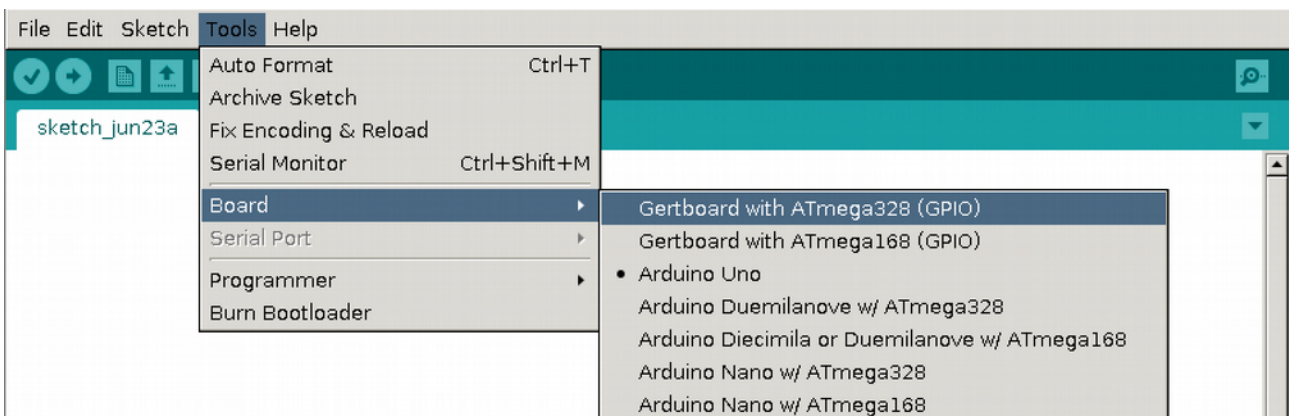 File Edit Sketch Tools Help
Auto Format Ctrl+T
Archive Sketch
sketch_jun23a
Fix Encoding & Reload
Serial Monitor Ctrl+Shift+M
Board
Serial Port
Programmer
Burn Bootloader
Gertboard with ATmega328 (GPIO)
Gertboard with ATmega168 (GPIO)
Arduino Uno
Arduino Duemilanove w/ ATmega328
Arduino Diecimila or Duemilanove w/ ATmega168
Arduino Nano w/ ATmega328
Arduino Nano w/ ATmega168